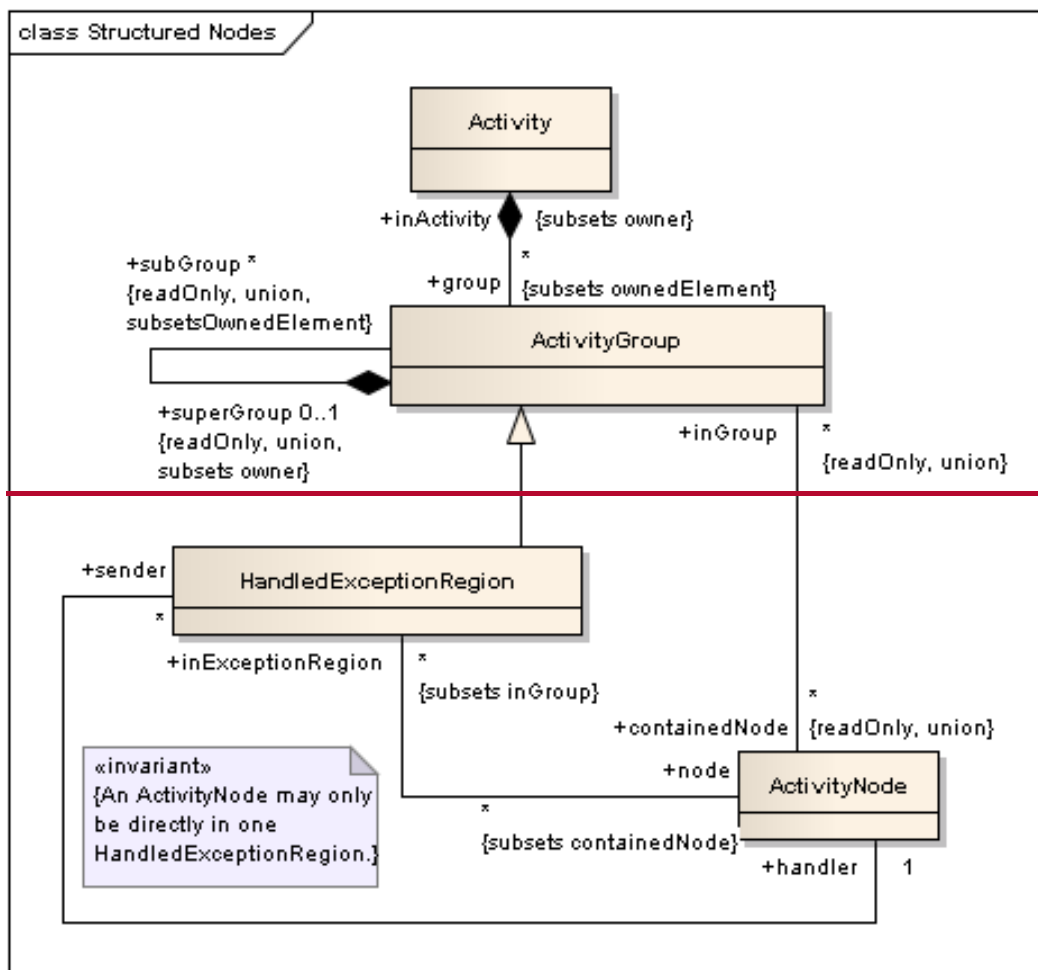 class Structured Nodes
Activity
+inActivity {subsets owner}
*
+group {subsets ownedElement}
+subGroup *
{readOnly, union,
subsetsOwnedElement}
ActivityGroup
+superGroup 0..1
{readOnly, union,
subsets owner}
+inGroup *
{readOnly, union}
+sender
*
HandledExceptionRegion
+inExceptionRegion *
{subsets inGroup}
*
+containedNode {readOnly, union}
+node
*
{subsets containedNode}
ActivityNode
+handler 1
«invariant»
{An ActivityNode may only
be directly in one
HandledExceptionRegion.}